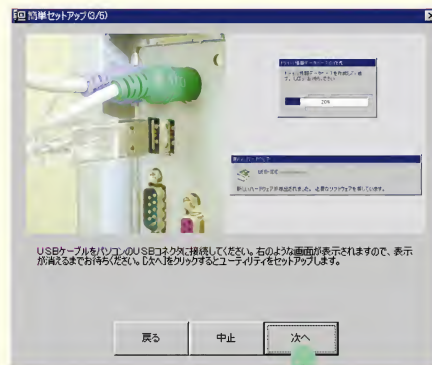 簡単セットアップ(3/5)
20%
USBケーブルをパソコンのUSBコネクタに接続してください。右のような画面が表示されますので、表示
が消えるまでお待ちください。[次へ]をクリックするとユーティリティをセットアップします。
戻る
中止
次へ